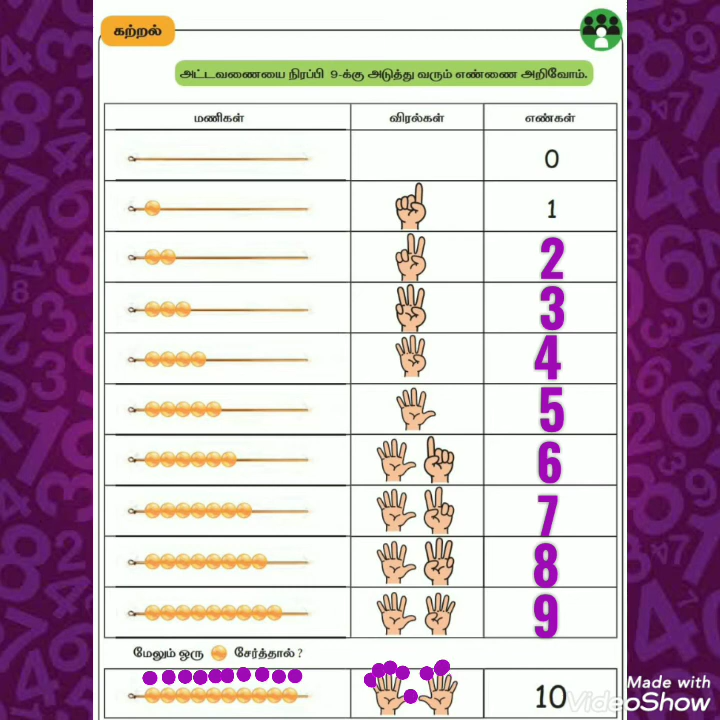 கற்றல்
அட்டவணையை நிரப்பி 9-க்கு அடுத்து வரும் எண்ணை அறிவோம்.
மணிகள் விரல்கள் எண்கள்
0
1
2
3
4
5
6
7
8
9
மேலும் ஒரு சேர்த்தால் ?
10
Made with
VideoShow